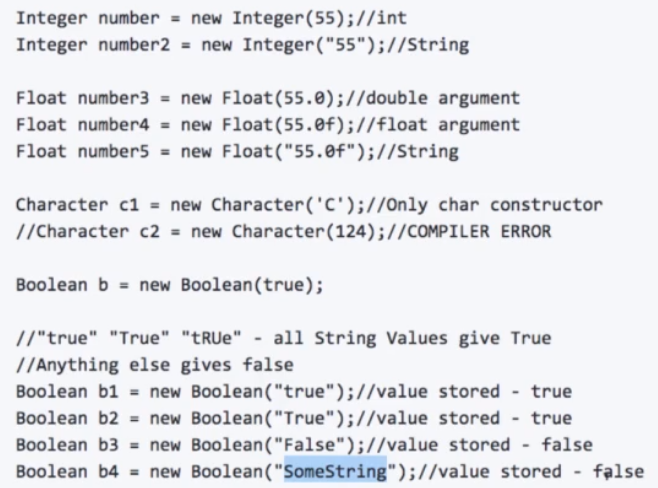 Integer number = new Integer(55);//int
Integer number2 = new Integer("55");//String
Float number3 = new Float(55.0);//double argument
Float number4 = new Float(55.0f);//float argument
Float number5 = new Float("55.0f");//String
Character c1 = new Character('C');//Only char constructor
//Character c2 = new Character(124);//COMPILER ERROR
Boolean b = new Boolean(true);
//"true" "True" "tRUe" - all String Values give True
//Anything else gives false
Boolean b1 = new Boolean("true");//value stored - true
Boolean b2 = new Boolean("True");//value stored - true
Boolean b3 = new Boolean("False");//value stored - false
Boolean b4 = new Boolean("SomeString");//value stored - false